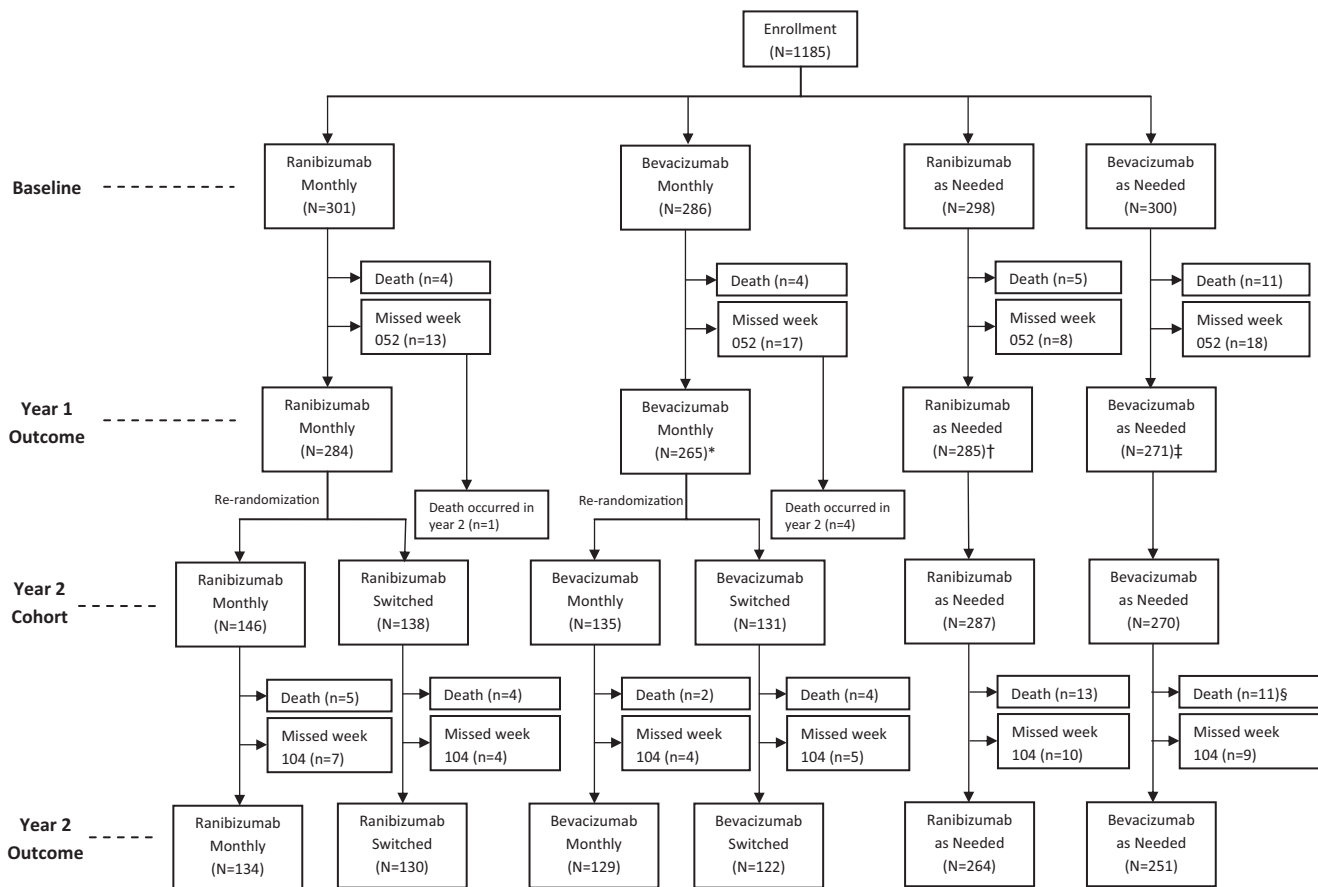 Enrollment
(N=1185)
Baseline
Ranibizumab
Monthly
(N=301)
Bevacizumab
Monthly
(N=286)
Ranibizumab
as Needed
(N=298)
Bevacizumab
as Needed
(N=300)
Death (n=4)
Missed week
052 (n=13)
Death (n=4)
Missed week
052 (n=17)
Death (n=5)
Missed week
052 (n=8)
Death (n=11)
Missed week
052 (n=18)
Year 1
Outcome
Ranibizumab
Monthly
(N=284)
Bevacizumab
Monthly
(N=265)*
Ranibizumab
as Needed
(N=285)†
Bevacizumab
as Needed
(N=271)‡
Re-randomization
Death occurred in
year 2 (n=1)
Re-randomization
Death occurred in
year 2 (n=4)
Year 2
Cohort
Ranibizumab
Monthly
(N=146)
Ranibizumab
Switched
(N=138)
Bevacizumab
Monthly
(N=135)
Bevacizumab
Switched
(N=131)
Ranibizumab
as Needed
(N=287)
Bevacizumab
as Needed
(N=270)
Death (n=5)
Missed week
104 (n=7)
Death (n=4)
Missed week
104 (n=4)
Death (n=2)
Missed week
104 (n=4)
Death (n=4)
Missed week
104 (n=5)
Death (n=13)
Missed week
104 (n=10)
Death (n=11)§
Missed week
104 (n=9)
Year 2
Outcome
Ranibizumab
Monthly
(N=134)
Ranibizumab
Switched
(N=130)
Bevacizumab
Monthly
(N=129)
Bevacizumab
Switched
(N=122)
Ranibizumab
as Needed
(N=264)
Bevacizumab
as Needed
(N=251)